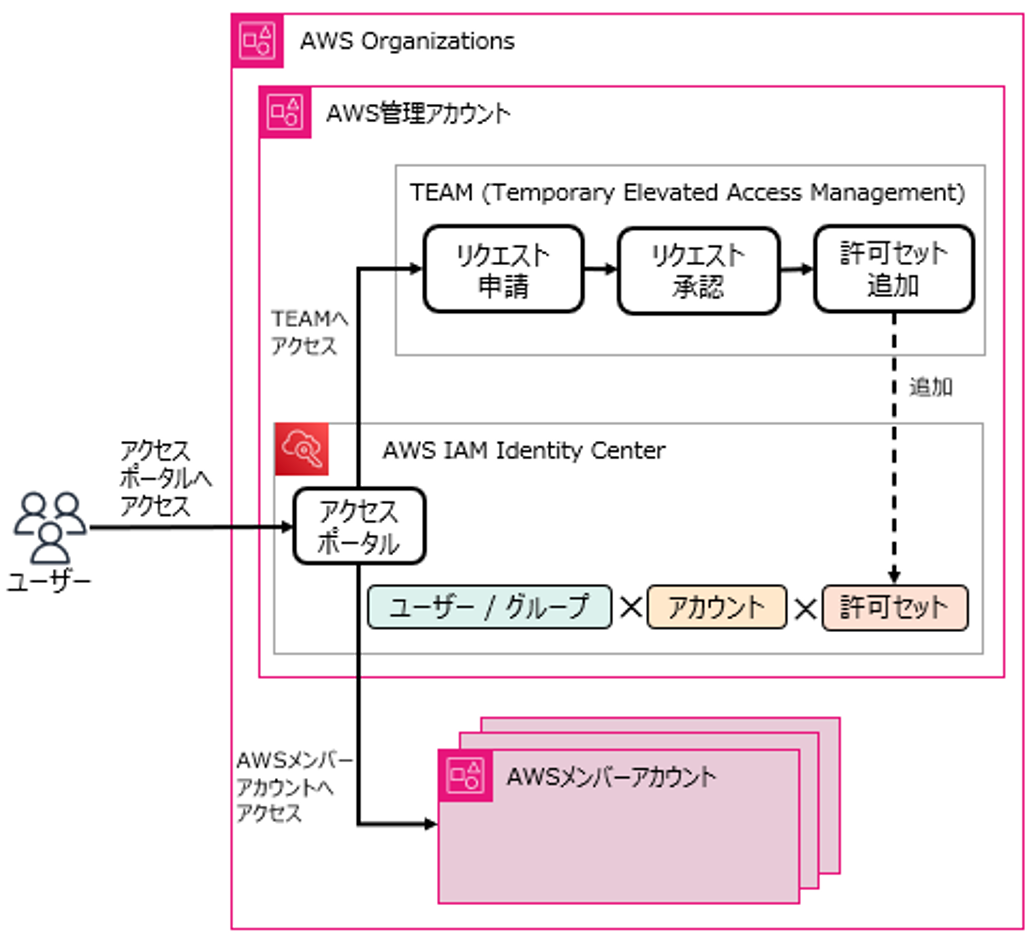 AWS Organizations
AWS管理アカウント
TEAM (Temporary Elevated Access Management)
リクエスト
申請
リクエスト
承認
許可セット
追加
TEAMへ
アクセス
追加
AWS IAM Identity Center
アクセス
ポータルへ
アクセス
アクセス
ポータル
ユーザー
ユーザー / グループ
×
アカウント
×
許可セット
AWSメンバー
アカウントへ
アクセス
AWSメンバーアカウント